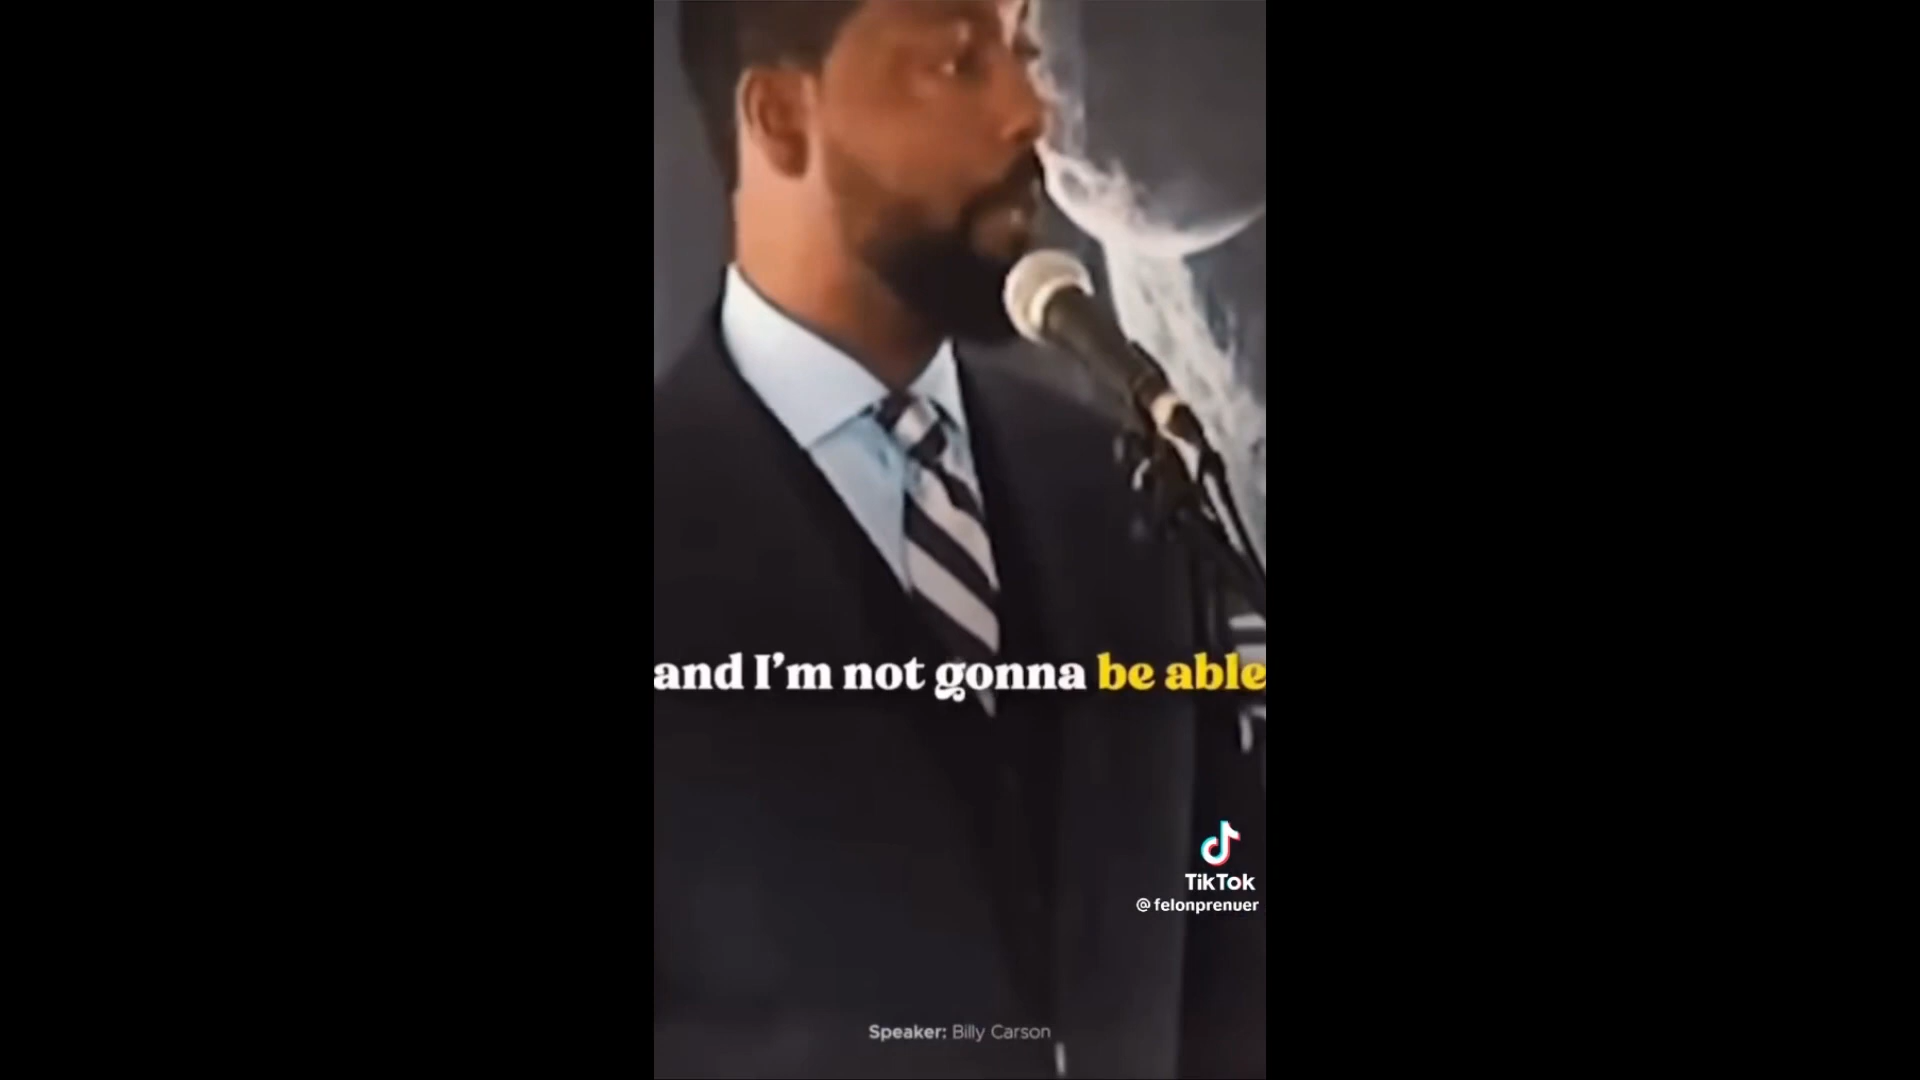 and I'm not gonna be able
TikTok
@felonprenuer
Speaker: Billy Carson